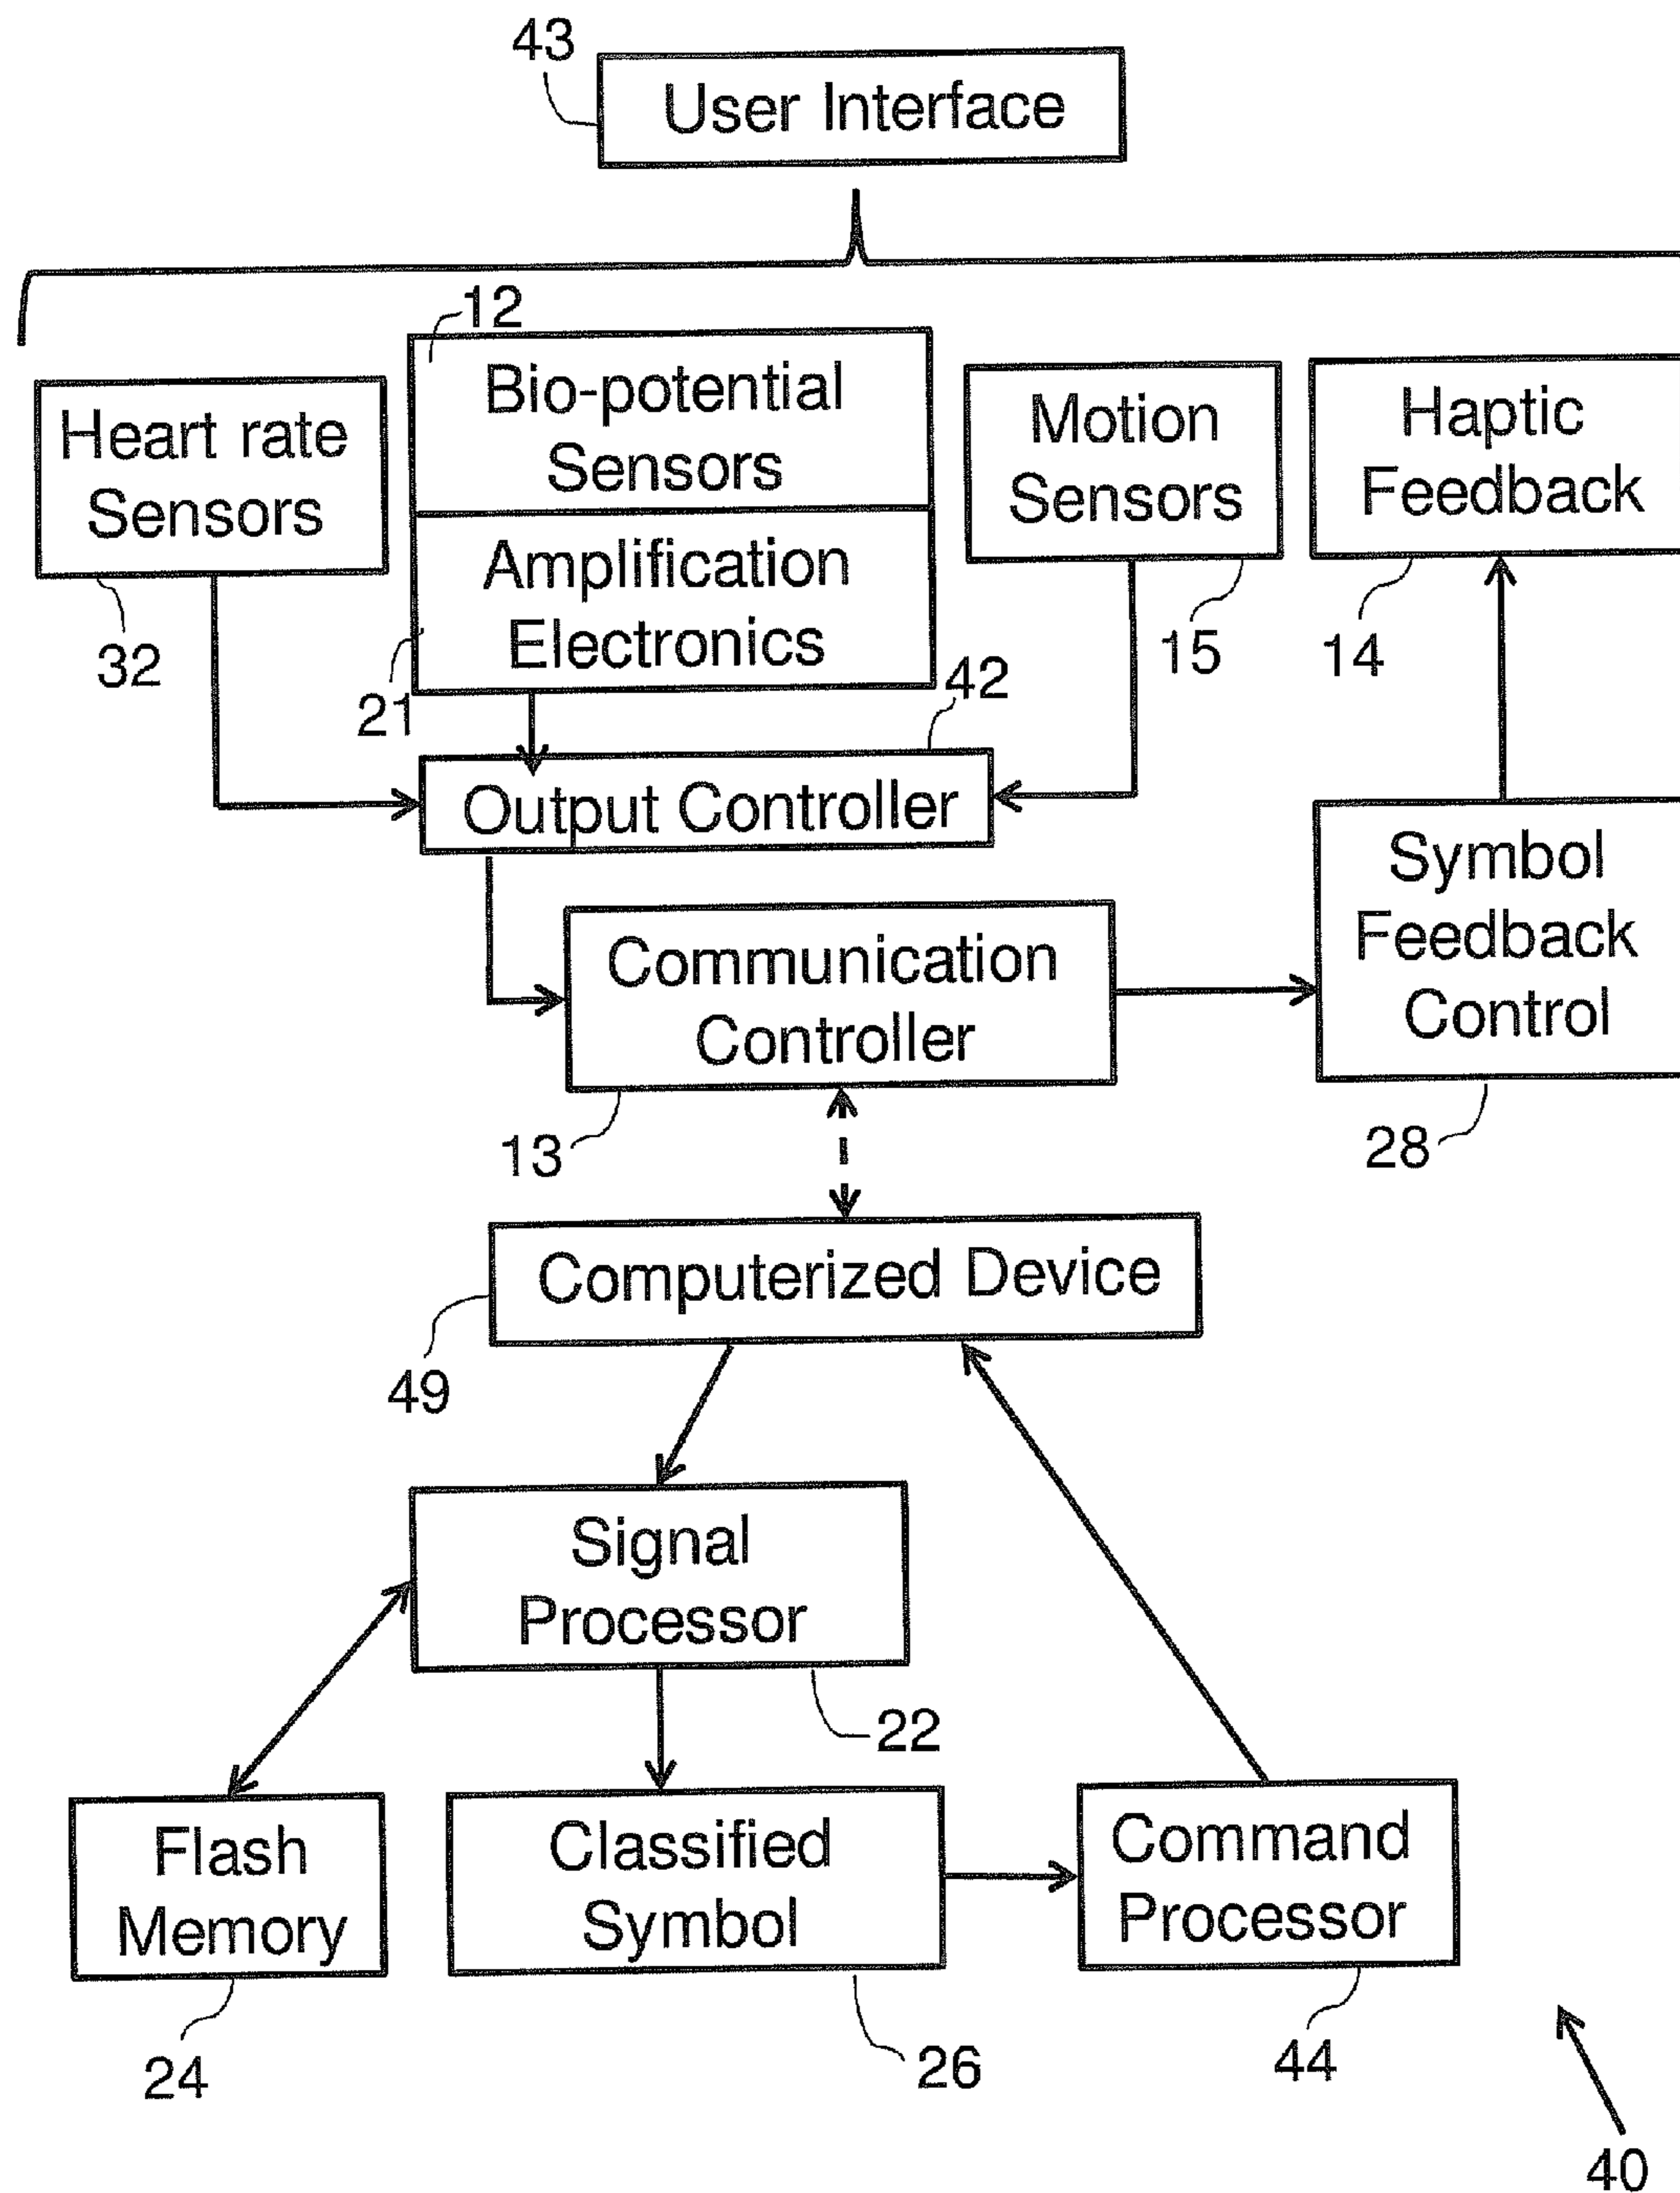 43
User Interface
12
Bio-potential
Sensors
Heart rate
Sensors
Motion
Sensors
Haptic
Feedback
Amplification
Electronics
32
21
42
15
14
Output Controller
Symbol
Feedback
Control
Communication
Controller
13
28
Computerized Device
49
Signal
Processor
22
Flash
Memory
Classified
Symbol
Command
Processor
24
26
44
40